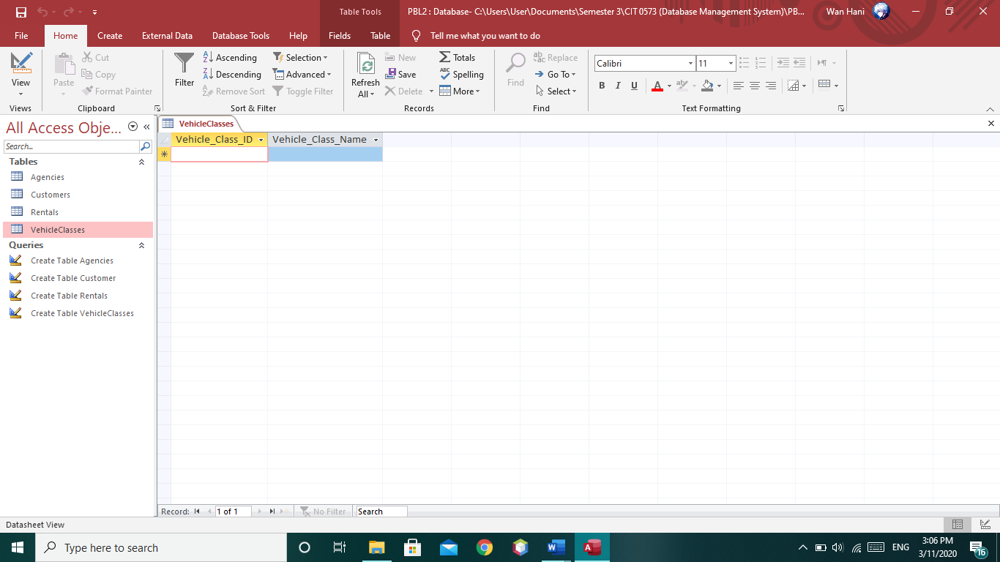 Table Tools
PBL2 : Database- C:\Users\User\Documents\Semester 3\CIT 0573 (Database Management System)\PB...
Wan Hani
File Home Create External Data Database Tools Help Fields Table Tell me what you want to do
View
Views
Paste
Cut
Copy
Format Painter
Clipboard
Filter
Ascending
Descending
Remove Sort
Selection
Advanced
Toggle Filter
Sort & Filter
Refresh
All
New
Save
Delete
Totals
ABC Spelling
More
Records
Find
ab ac Replace
Go To
Select
Find
Calibri 11
B I U A ab
Text Formatting
All Access Obje...
Search...
Tables
Agencies
Customers
Rentals
VehicleClasses
Queries
Create Table Agencies
Create Table Customer
Create Table Rentals
Create Table VehicleClasses
VehicleClasses
Vehicle_Class_ID Vehicle_Class_Name
Record: 1 of 1 No Filter Search
Datasheet View
Type here to search
W A
ENG
3:06 PM
3/11/2020
16